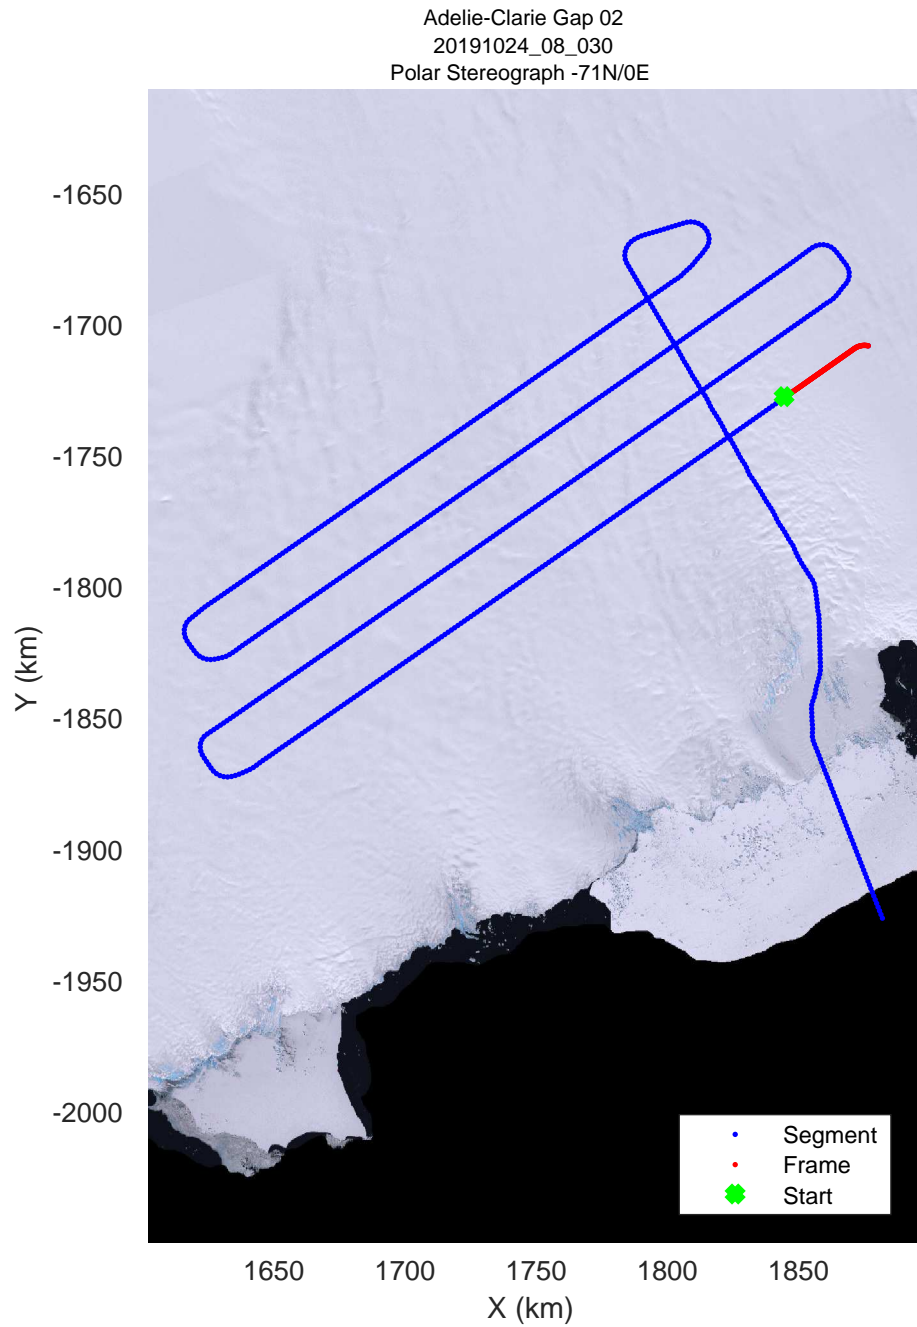 Adelie-Clarie Gap 02
20191024_08_030
Polar Stereograph -71N/0E
-1650
-1700
-1750
-1800
-1850
-1900
-1950
-2000
Y (km)
Segment
Frame
Start
1650
1700
1750
1800
1850
X (km)